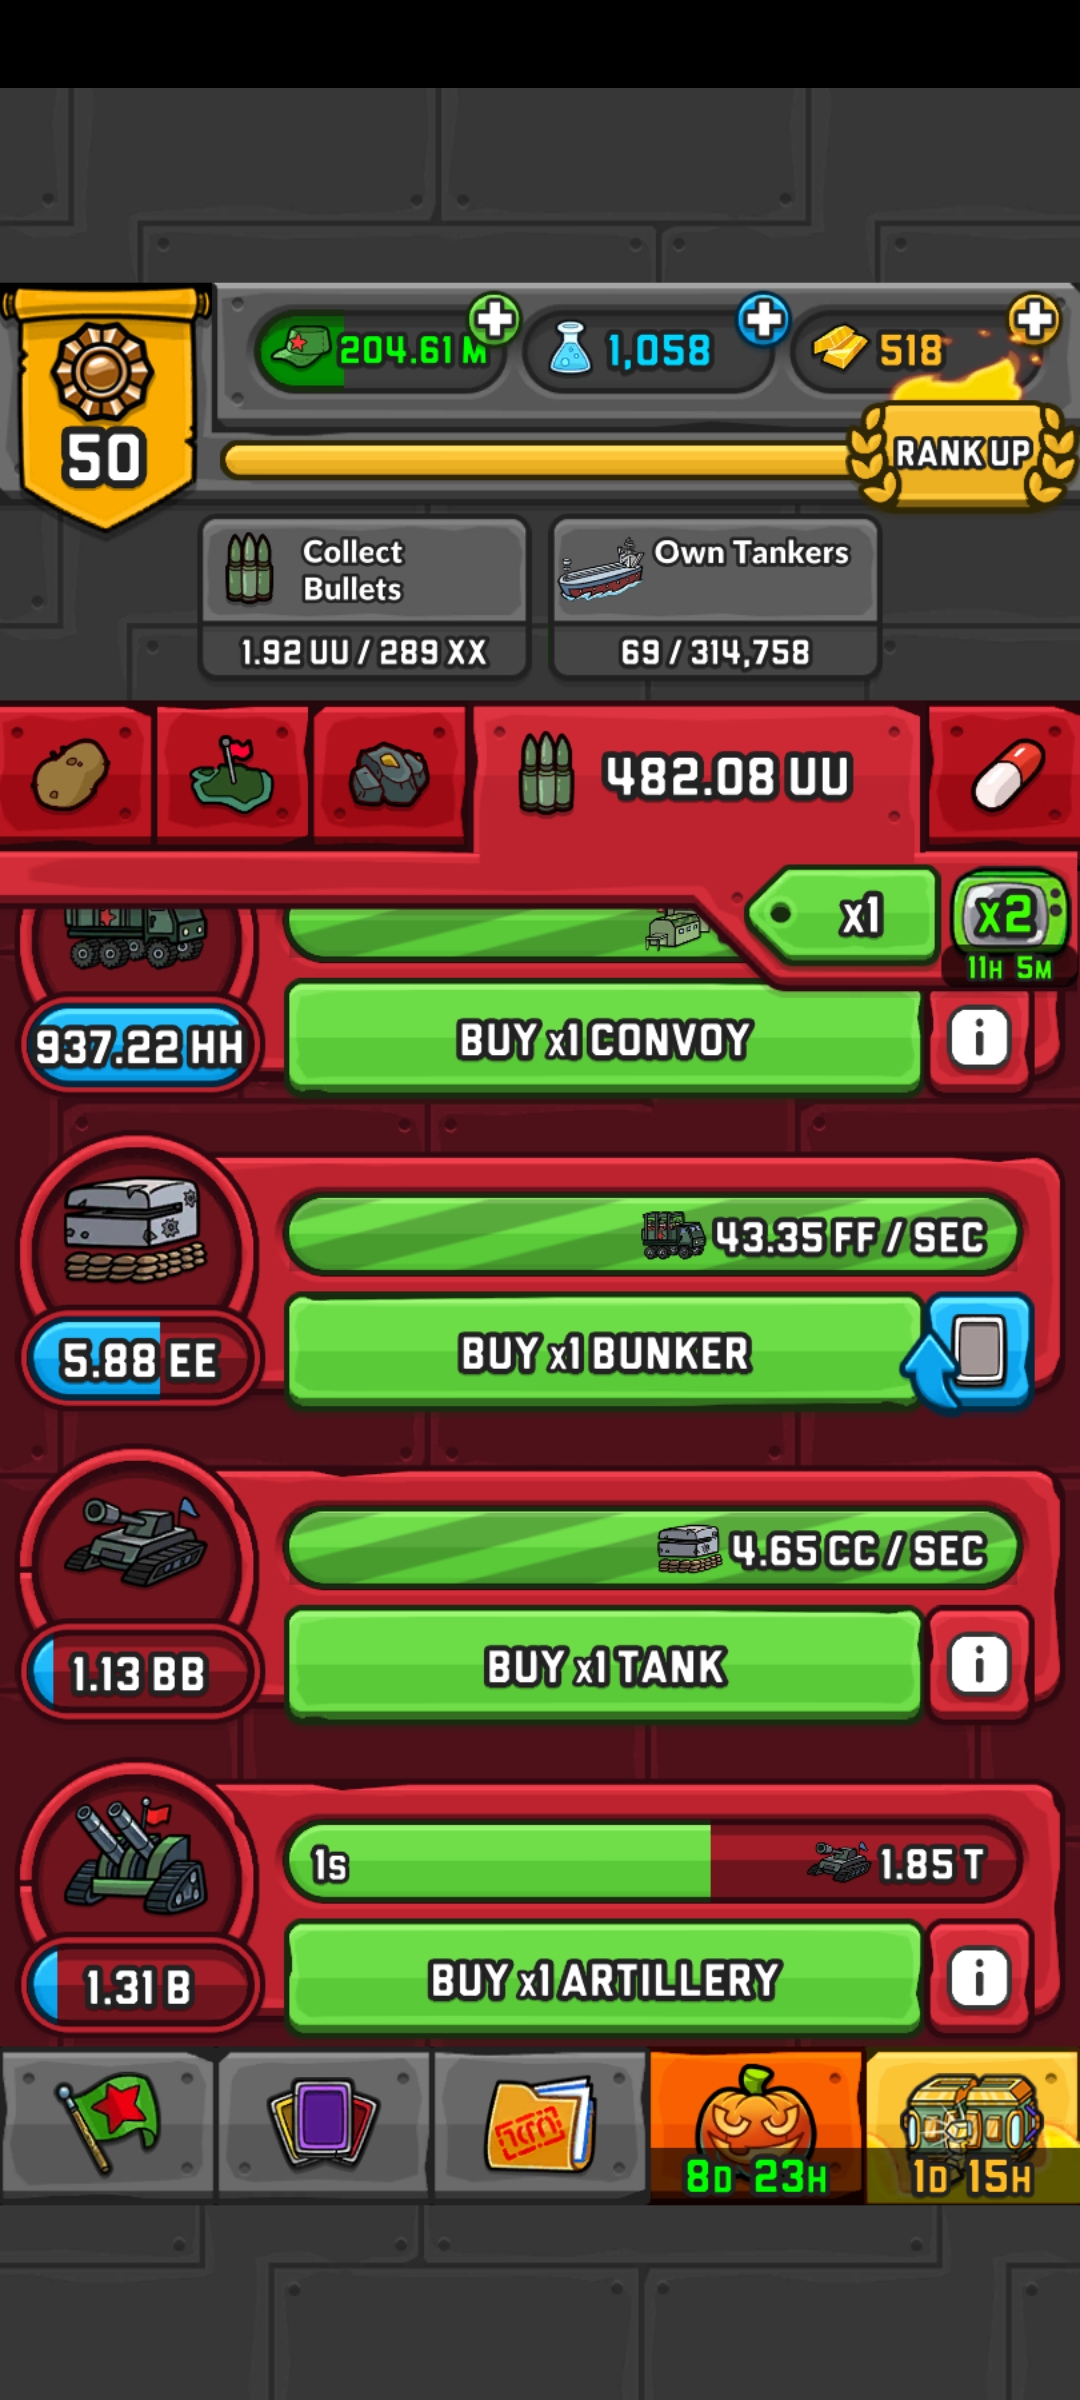 204.61 M
1,058
518
50
RANK UP
Collect
Bullets
Own Tankers
1.92 UU / 289 XX
69 / 314,758
482.08 UU
x1
x2
11H 5M
937.22 HH
BUY x1 CONVOY
i
43.35 FF / SEC
5.88 EE
BUY x1 BUNKER
4.65 CC / SEC
1.13 BB
BUY x1 TANK
i
1s
1.85 T
1.31 B
BUY x1 ARTILLERY
i
8D 23H
1D 15H